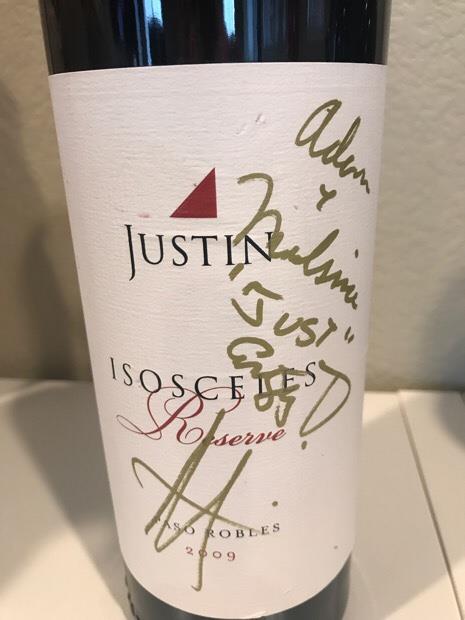 Adam
&
JUSTIN
"JUST"
ISOSCELES
Reserve
PASO ROBLES
2009